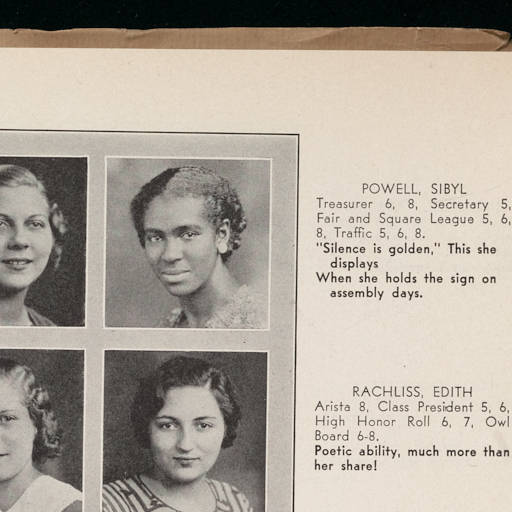 POWELL, SIBYL
Treasurer 6, 8, Secretary 5,
Fair and Square League 5, 6,
8, Traffic 5, 6, 8.
"Silence is golden," This she
displays
When she holds the sign on
assembly days.
RACHLISS, EDITH
Arista 8, Class President 5, 6,
High Honor Roll 6, 7, Owl
Board 6-8.
Poetic ability, much more than
her share!